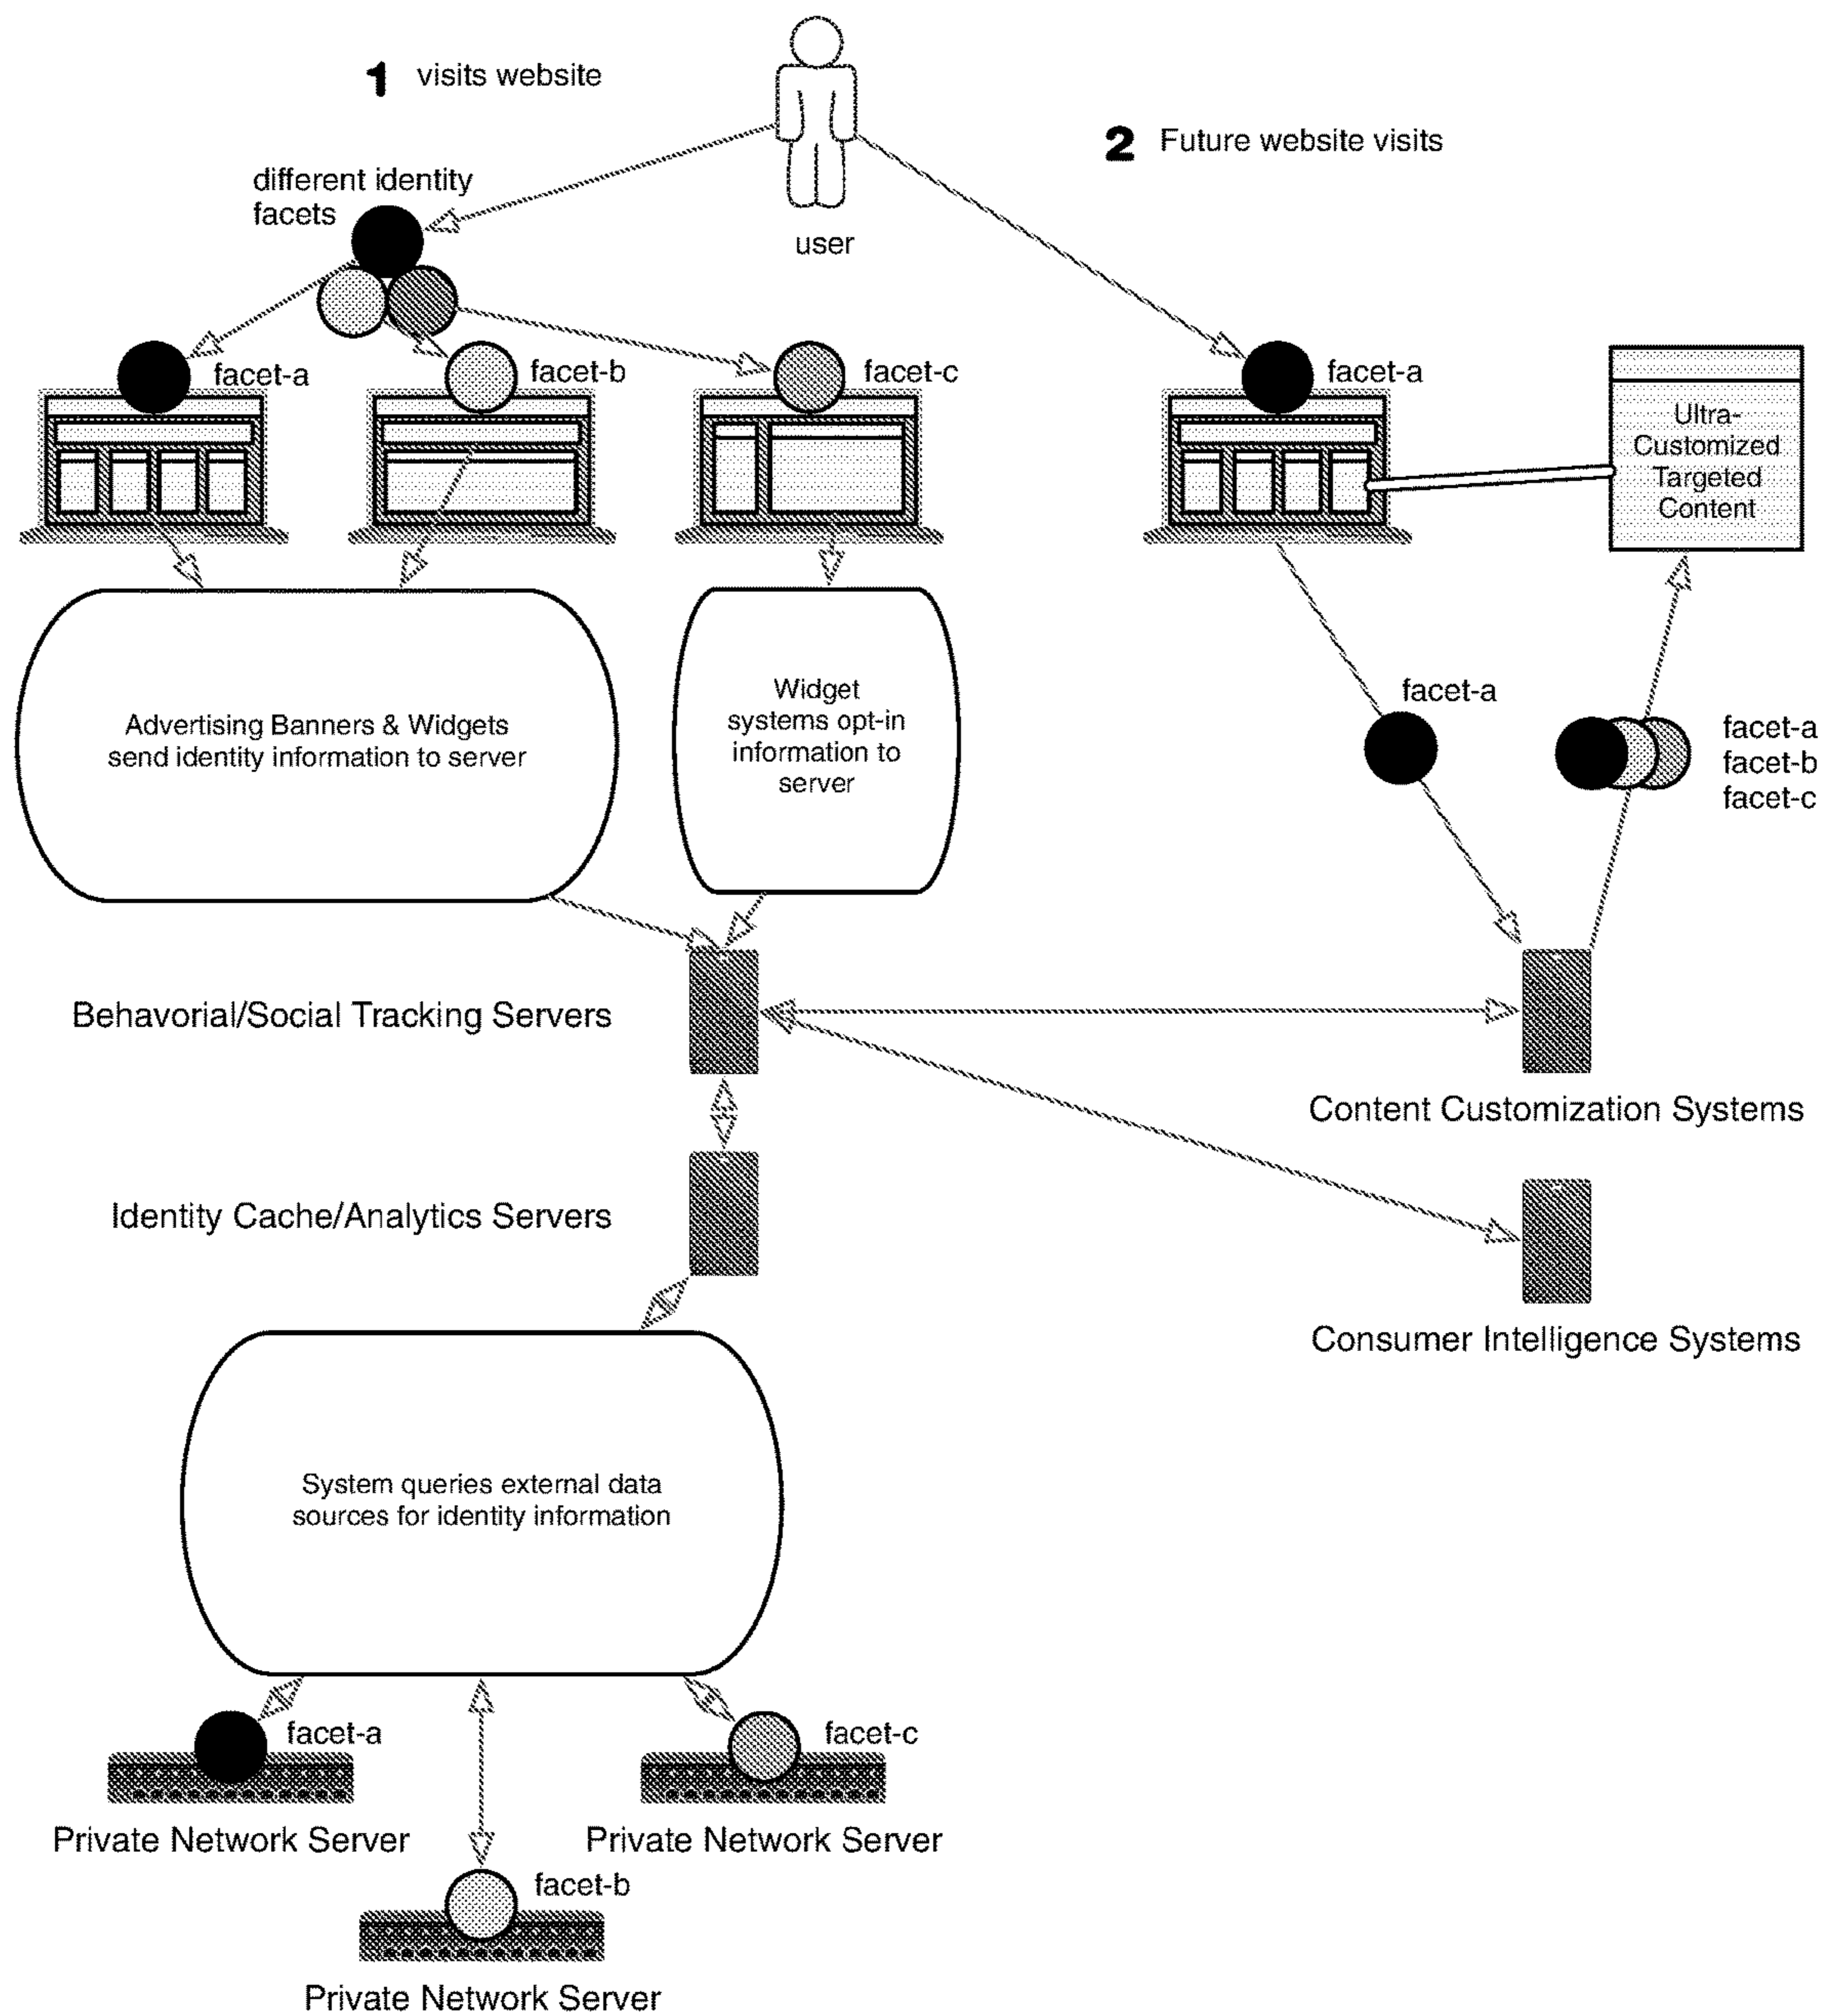 1 visits website
2 Future website visits
different identity
facets
user
facet-a
facet-b
facet-c
facet-a
Ultra-
Customized
Targeted
Content
Advertising Banners & Widgets
send identity information to server
Widget
systems opt-in
information to
server
facet-a
facet-a
facet-b
facet-c
Behavorial/Social Tracking Servers
Content Customization Systems
Identity Cache/Analytics Servers
Consumer Intelligence Systems
System queries external data
sources for identity information
facet-a
facet-c
Private Network Server
Private Network Server
facet-b
Private Network Server